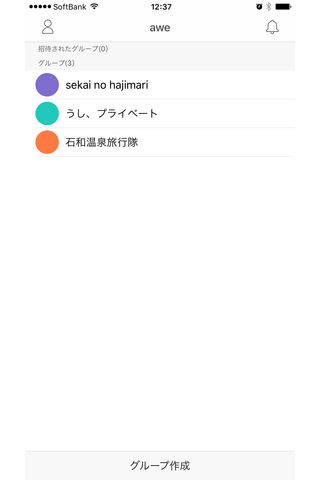 SoftBank 12:37
awe
招待されたグループ(0)
グループ(3)
sekai no hajimari
うし、プライベート
石和温泉旅行隊
グループ作成